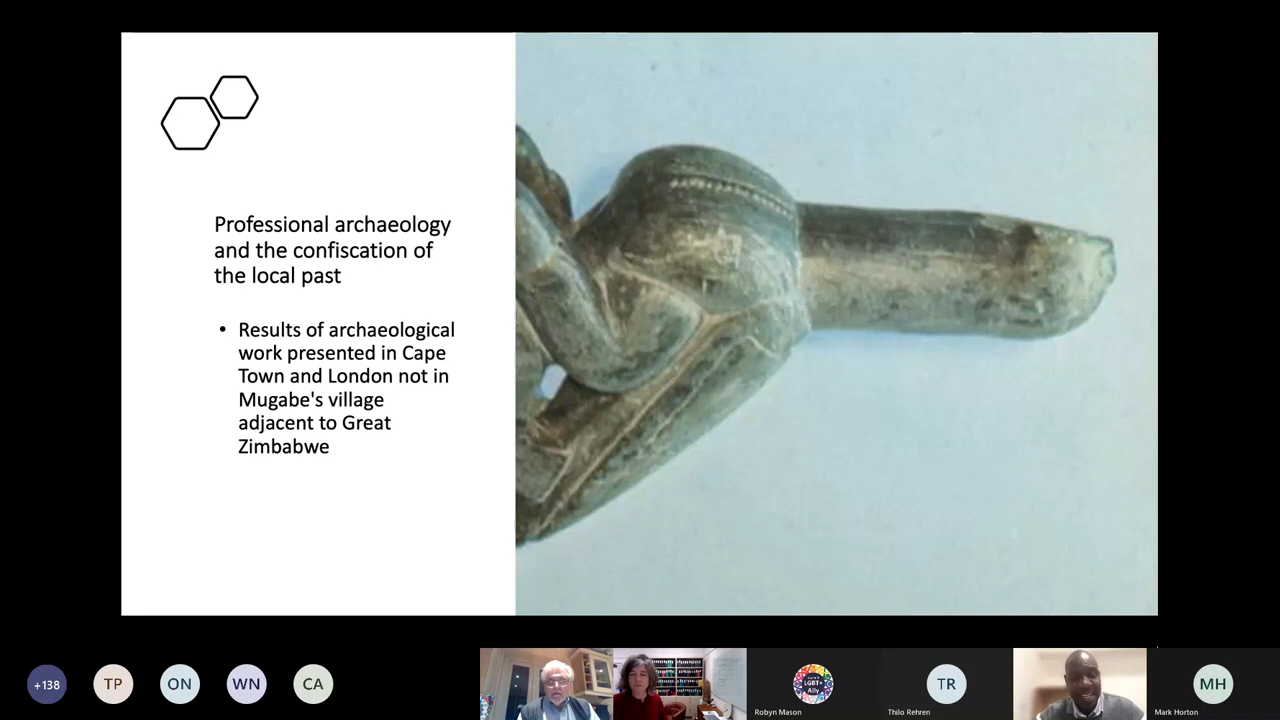 Professional archaeology
and the confiscation of
the local past
• Results of archaeological
work presented in Cape
Town and London not in
Mugabe's village
adjacent to Great
Zimbabwe
+138
TP
ON
WN
CA
LGBT+
Ally
Robyn Mason
TR
Thilo Rehren
MH
Mark Horton